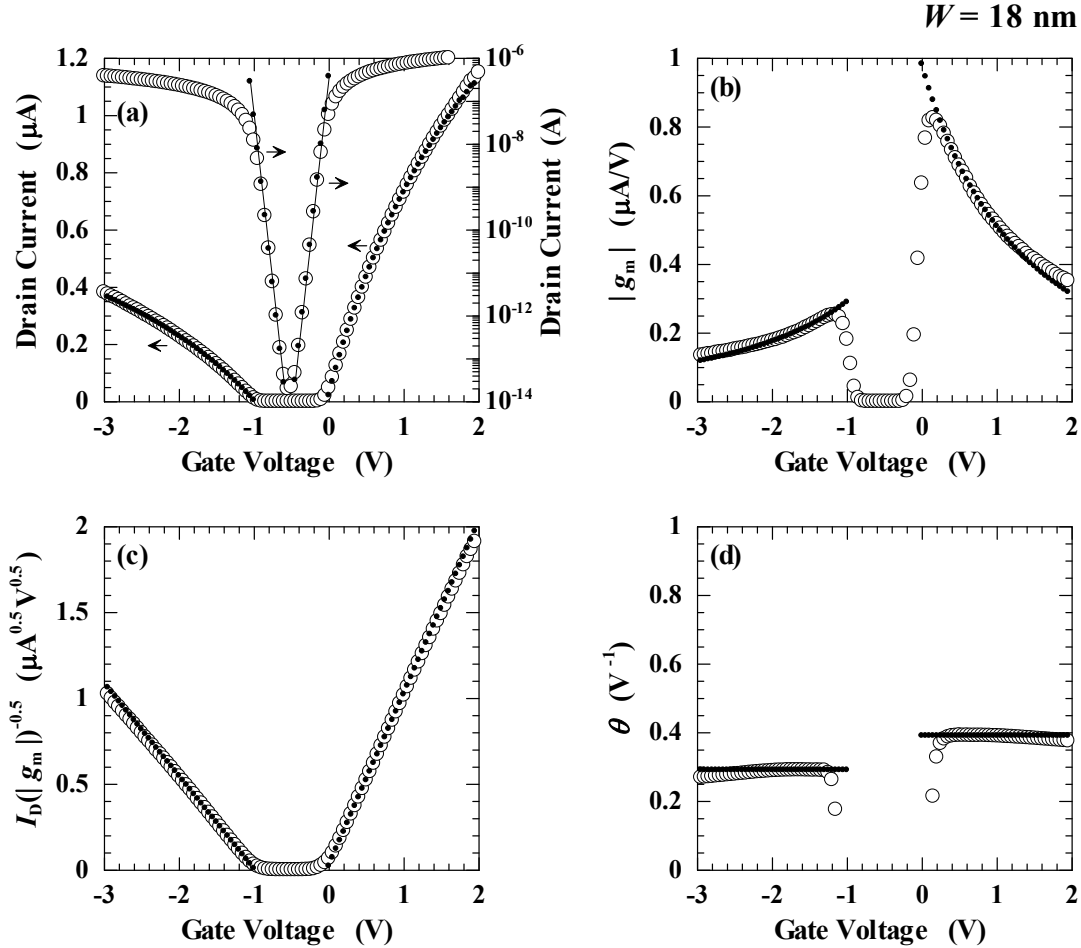 W = 18 nm
(a)
1.2
1
0.8
0.6
0.4
0.2
0
Drain Current (μA)
10^-6
10^-8
10^-10
10^-12
10^-14
Drain Current (A)
-3 -2 -1 0 1 2
Gate Voltage (V)
(b)
1
0.8
0.6
0.4
0.2
0
|g_m| (μA/V)
-3 -2 -1 0 1 2
Gate Voltage (V)
(c)
2
1.5
1
0.5
0
I_D(|g_m|)^-0.5 (μA^0.5V^0.5)
-3 -2 -1 0 1 2
Gate Voltage (V)
(d)
1
0.8
0.6
0.4
0.2
0
θ (V^-1)
-3 -2 -1 0 1 2
Gate Voltage (V)